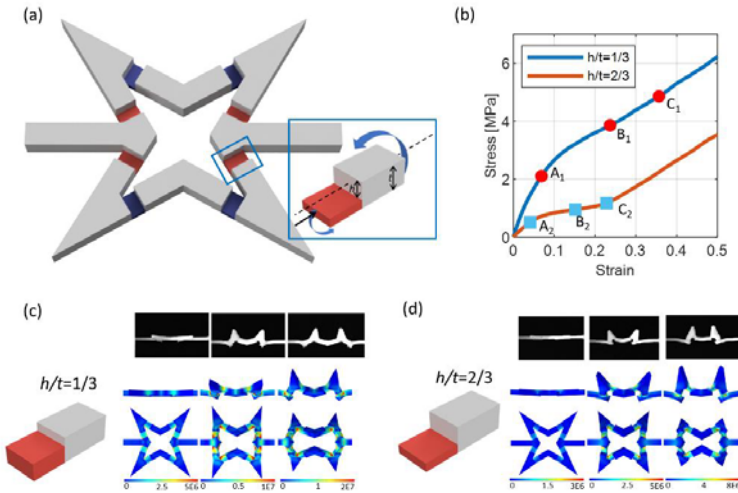 (a)
h
t
(b)
Stress [MPa]
6
4
2
0
h/t=1/3
h/t=2/3
A1
B1
C1
A2
B2
C2
0 0.1 0.2 0.3 0.4 0.5
Strain
(c)
h/t=1/3
0 2.5 5E6
0 0.5 1E7
0 1 2E7
(d)
h/t=2/3
0 1.5 3E6
0 2.5 5E6
0 4 8E6